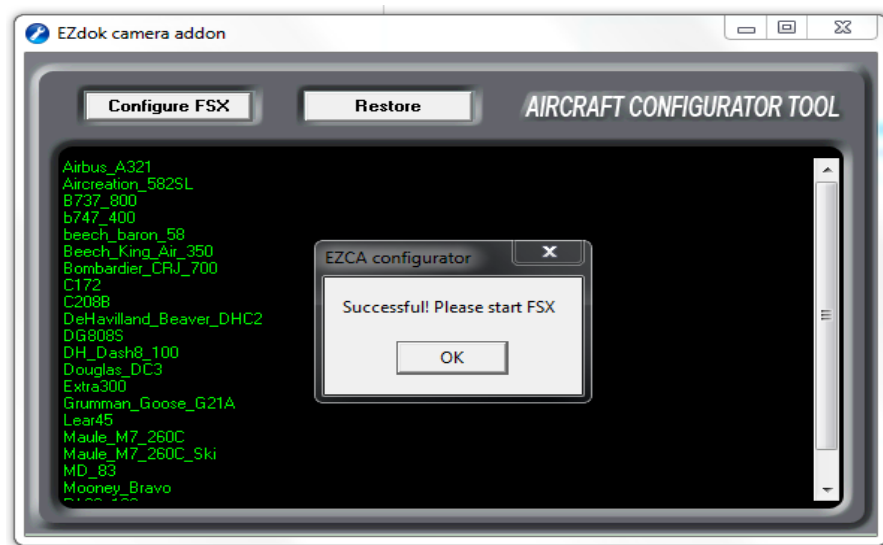 EZdok camera addon
Configure FSX
Restore
AIRCRAFT CONFIGURATOR TOOL
Airbus_A321
Aircreation_582SL
B737_800
b747_400
beech_baron_58
Beech_King_Air_350
Bombardier_CRJ_700
C172
C208B
DeHavilland_Beaver_DHC2
DG808S
DH_Dash8_100
Douglas_DC3
Extra300
Grumman_Goose_G21A
Lear45
Maule_M7_260C
Maule_M7_260C_Ski
MD_83
Mooney_Bravo
EZCA configurator
Successful! Please start FSX
OK